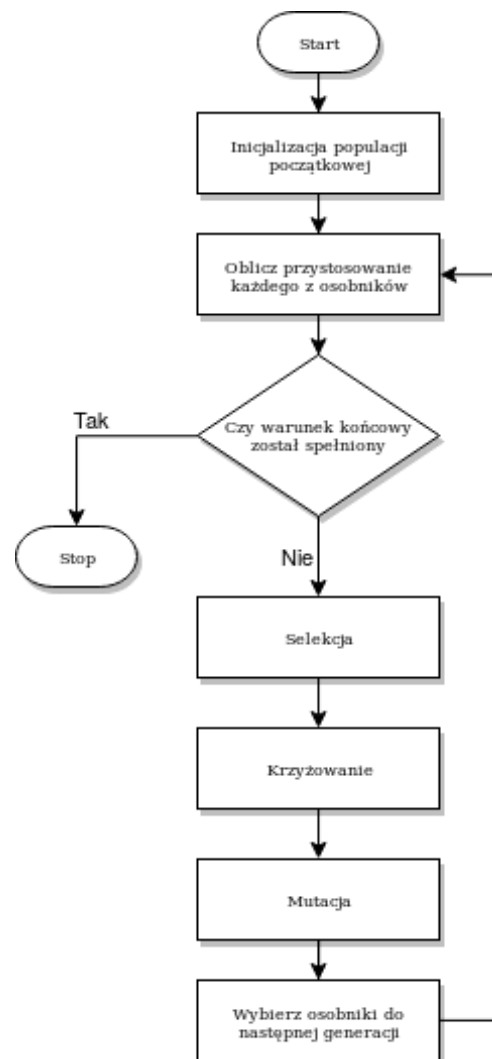 Start
Inicjalizacja populacji
początkowej
Oblicz przystosowanie
każdego z osobników
Czy warunek końcowy
został spełniony
Tak
Stop
Nie
Selekcja
Krzyżowanie
Mutacja
Wybierz osobniki do
następnej generacji